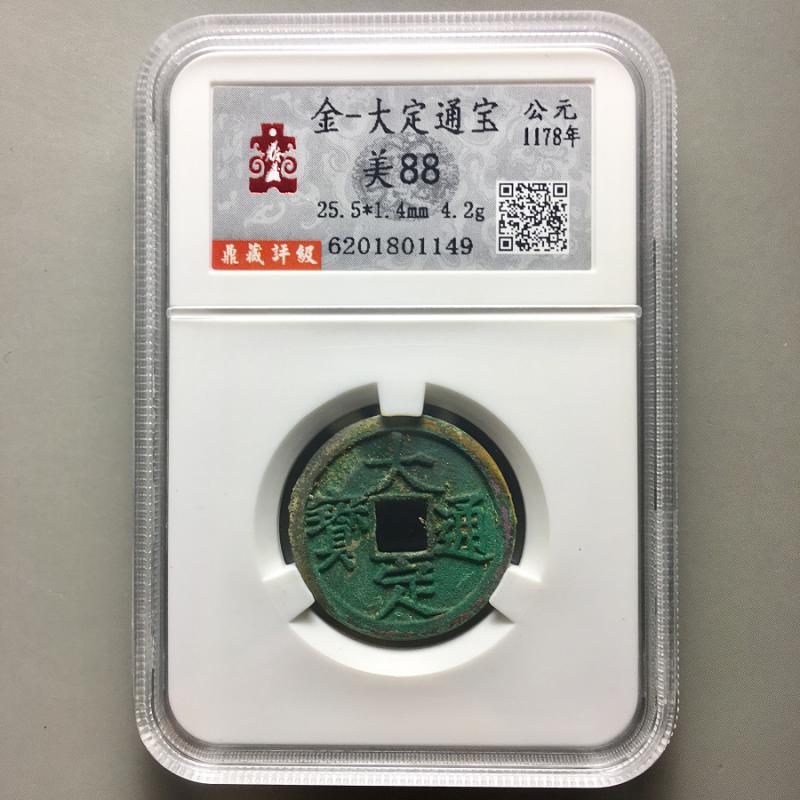 金-大定通宝
公元
1178年
美88
25.5*1.4mm 4.2g
鼎藏評級
6201801149
大定通寶